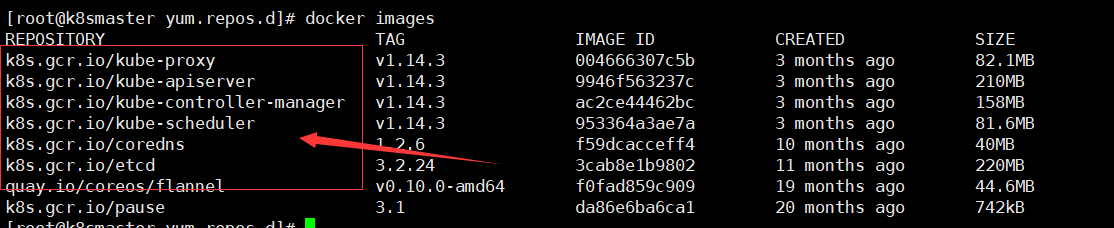 [root@k8smaster yum.repos.d]# docker images
REPOSITORY TAG IMAGE ID CREATED SIZE
k8s.gcr.io/kube-proxy v1.14.3 004666307c5b 3 months ago 82.1MB
k8s.gcr.io/kube-apiserver v1.14.3 9946f563237c 3 months ago 210MB
k8s.gcr.io/kube-controller-manager v1.14.3 ac2ce44462bc 3 months ago 158MB
k8s.gcr.io/kube-scheduler v1.14.3 953364a3ae7a 3 months ago 81.6MB
k8s.gcr.io/coredns 1.2.6 f59dcacceff4 10 months ago 40MB
k8s.gcr.io/etcd 3.2.24 3cab8e1b9802 11 months ago 220MB
quay.io/coreos/flannel v0.10.0-amd64 f0fad859c909 19 months ago 44.6MB
k8s.gcr.io/pause 3.1 da86e6ba6ca1 20 months ago 742kB
[root@k8smaster yum.repos.d]#